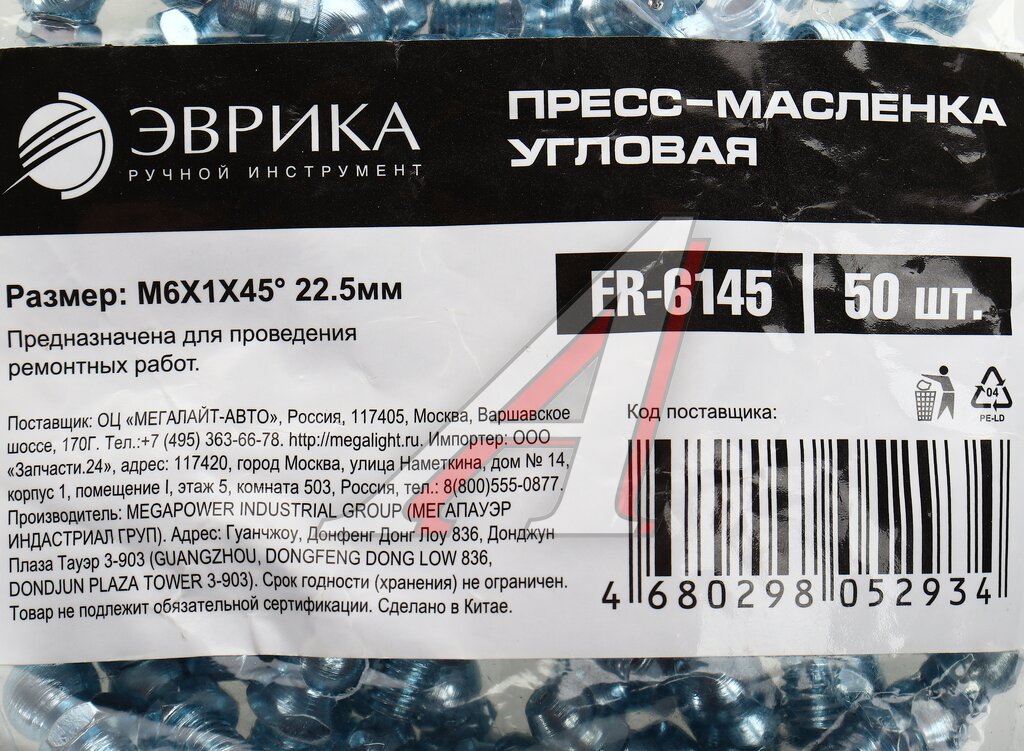 ЭВРИКА
РУЧНОЙ ИНСТРУМЕНТ
ПРЕСС-МАСЛЕНКА
УГЛОВАЯ
Размер: М6Х1Х45° 22.5мм
ER-6145
50 шт.
Предназначена для проведения
ремонтных работ.
Поставщик: ОЦ «МЕГАЛАЙТ-АВТО», Россия, 117405, Москва, Варшавское
шоссе, 170Г. Тел.:+7 (495) 363-66-78. http://megalight.ru. Импортер: ООО
«Запчасти.24», адрес: 117420, город Москва, улица Наметкина, дом № 14,
корпус 1, помещение I, этаж 5, комната 503, Россия, тел.: 8(800)555-0877.
Производитель: MEGAPOWER INDUSTRIAL GROUP (МЕГАПАУЭР
ИНДАСТРИАЛ ГРУП). Адрес: Гуанчжоу, Донфенг Донг Лоу 836, Донджун
Плаза Тауэр 3-903 (GUANGZHOU, DONGFENG DONG LOW 836,
DONDJUN PLAZA TOWER 3-903). Срок годности (хранения) не ограничен.
Товар не подлежит обязательной сертификации. Сделано в Китае.
Код поставщика:
04
PE-LD
4 680298 052934